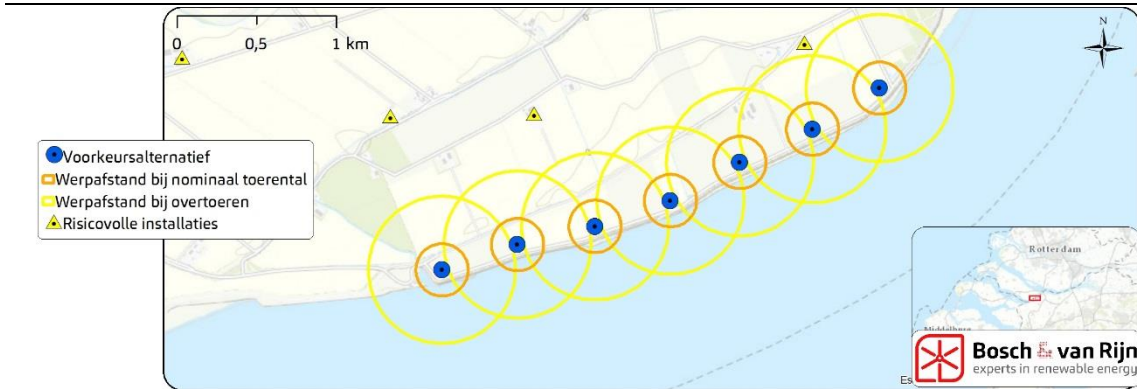 0 0,5 1 km
N
Voorkeursalternatief
Werpafstand bij nominaal toerental
Werpafstand bij overtoeren
Risicovolle installaties
Rotterdam
Bosch & van Rijn
experts in renewable energy
Es